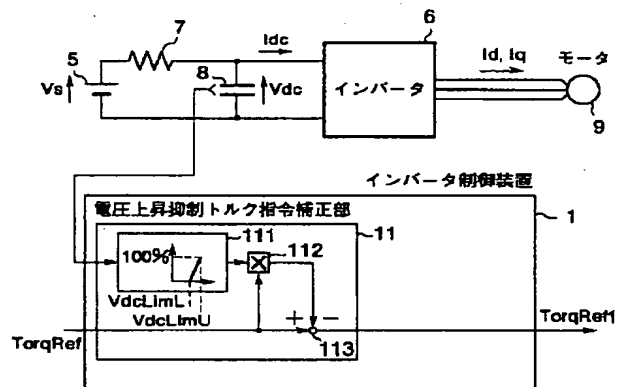 7
6
Idc
5
8
Id, Iq
モータ
Vs
Vdc
インバータ
9
インバータ制御装置
電圧上昇抑制トルク指令補正部
1
111
11
100%
112
VdcLimL
VdcLimU
+ −
TorqRef
TorqRef1
113